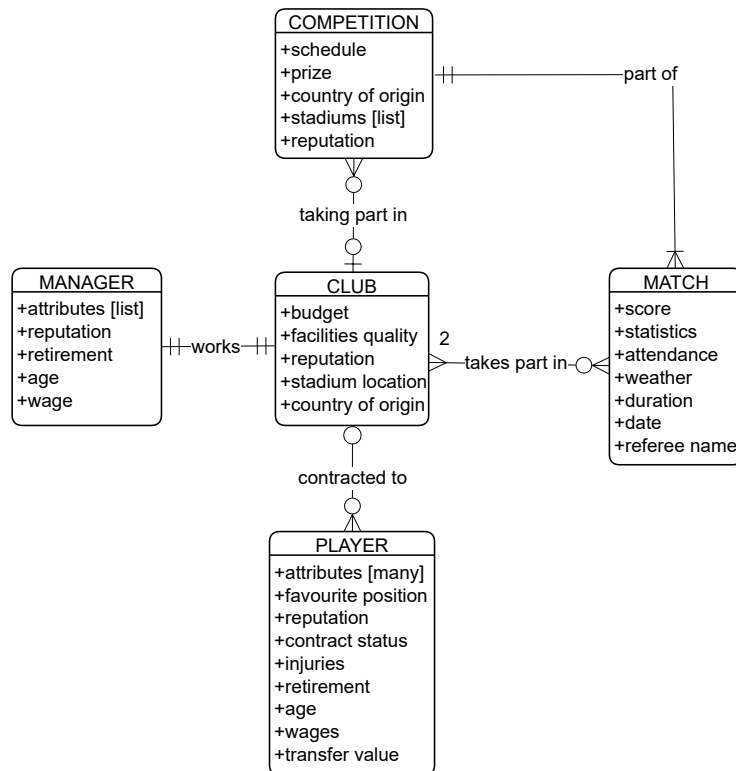 COMPETITION
+schedule
+prize
+country of origin
+stadiums [list]
+reputation
part of
taking part in
MANAGER
+attributes [list]
+reputation
+retirement
+age
+wage
works
CLUB
+budget
+facilities quality
+reputation
+stadium location
+country of origin
2
takes part in
MATCH
+score
+statistics
+attendance
+weather
+duration
+date
+referee name
contracted to
PLAYER
+attributes [many]
+favourite position
+reputation
+contract status
+injuries
+retirement
+age
+wages
+transfer value